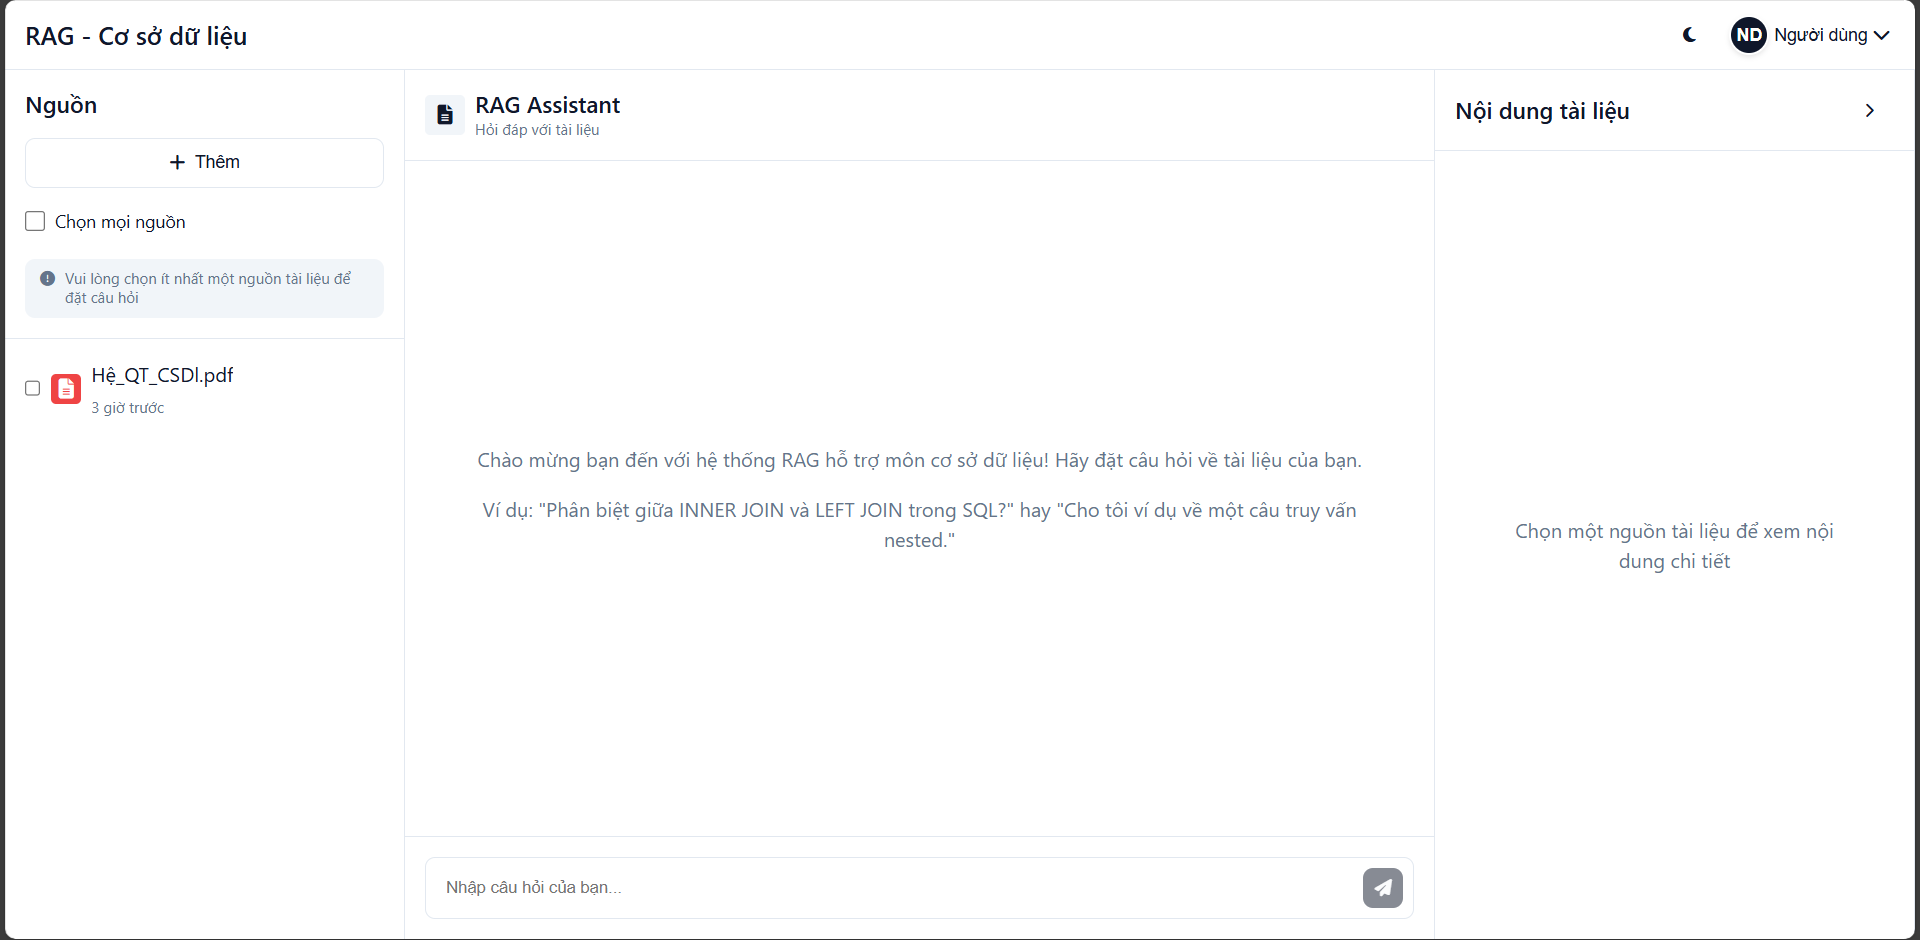 RAG - Cơ sở dữ liệu
ND Người dùng
Nguồn
Thêm
Chọn mọi nguồn
Vui lòng chọn ít nhất một nguồn tài liệu để
đặt câu hỏi
Hệ_QT_CSDl.pdf
3 giờ trước
RAG Assistant
Hỏi đáp với tài liệu
Chào mừng bạn đến với hệ thống RAG hỗ trợ môn cơ sở dữ liệu! Hãy đặt câu hỏi về tài liệu của bạn.
Ví dụ: "Phân biệt giữa INNER JOIN và LEFT JOIN trong SQL?" hay "Cho tôi ví dụ về một câu truy vấn
nested."
Nhập câu hỏi của bạn...
Nội dung tài liệu
Chọn một nguồn tài liệu để xem nội
dung chi tiết